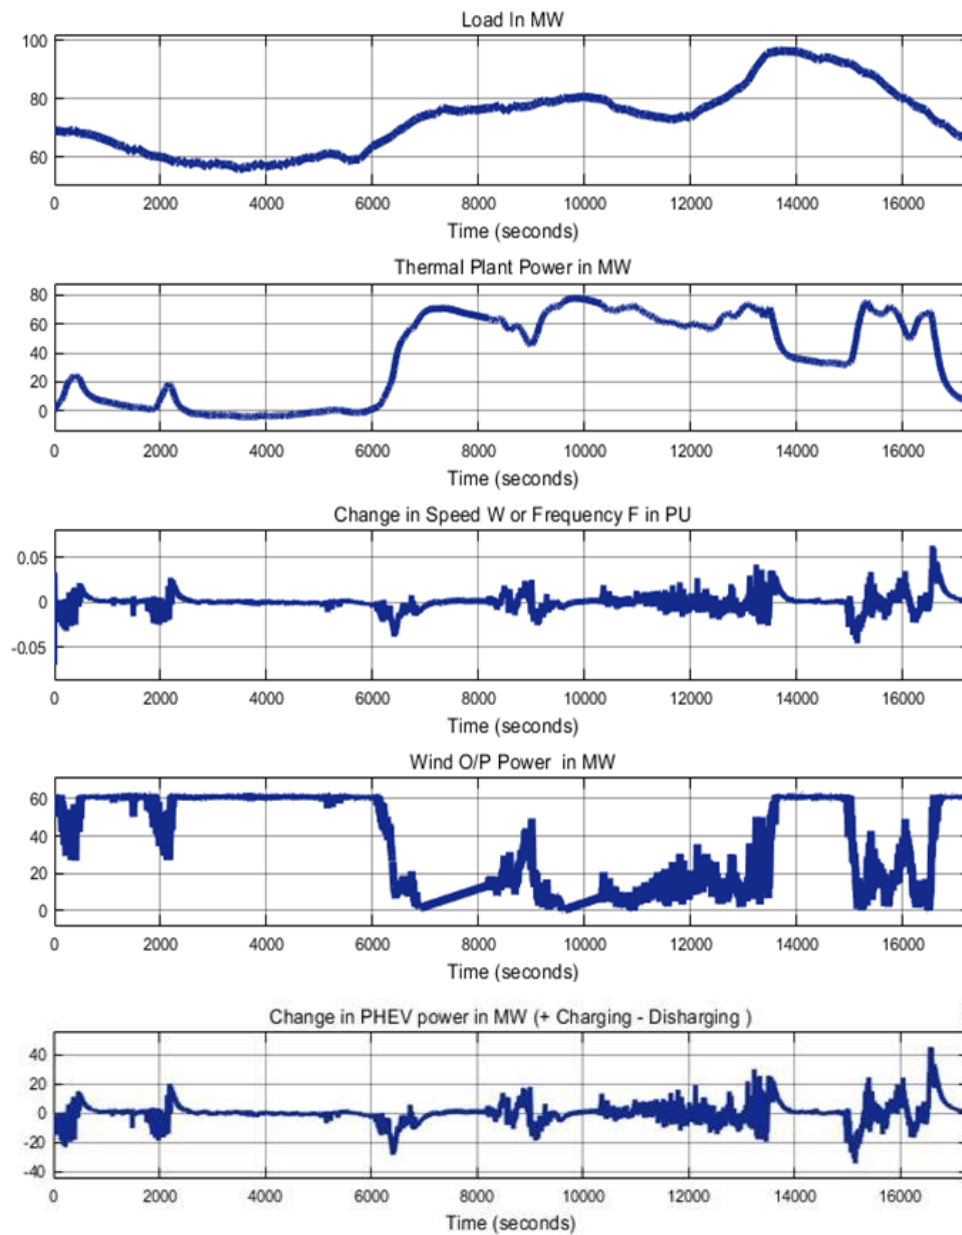 Load In MW
100
80
60
0 2000 4000 6000 8000 10000 12000 14000 16000
Time (seconds)
Thermal Plant Power in MW
80
60
40
20
0
0 2000 4000 6000 8000 10000 12000 14000 16000
Time (seconds)
Change in Speed W or Frequency F in PU
0.05
0
-0.05
0 2000 4000 6000 8000 10000 12000 14000 16000
Time (seconds)
Wind O/P Power in MW
60
40
20
0
0 2000 4000 6000 8000 10000 12000 14000 16000
Time (seconds)
Change in PHEV power in MW (+ Charging - Disharging )
40
20
0
-20
-40
0 2000 4000 6000 8000 10000 12000 14000 16000
Time (seconds)